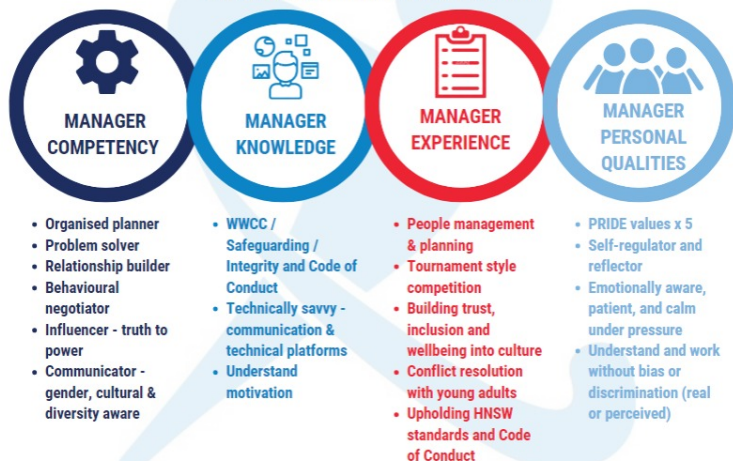 MANAGER
COMPETENCY
• Organised planner
• Problem solver
• Relationship builder
• Behavioural
negotiator
• Influencer - truth to
power
• Communicator -
gender, cultural &
diversity aware
MANAGER
KNOWLEDGE
• WWCC /
Safeguarding /
Integrity and Code of
Conduct
• Technically savvy -
communication &
technical platforms
• Understand
motivation
MANAGER
EXPERIENCE
• People management
& planning
• Tournament style
competition
• Building trust,
inclusion and
wellbeing into culture
• Conflict resolution
with young adults
• Upholding HNSW
standards and Code
of Conduct
MANAGER
PERSONAL
QUALITIES
• PRIDE values x 5
• Self-regulator and
reflector
• Emotionally aware,
patient, and calm
under pressure
• Understand and work
without bias or
discrimination (real
or perceived)